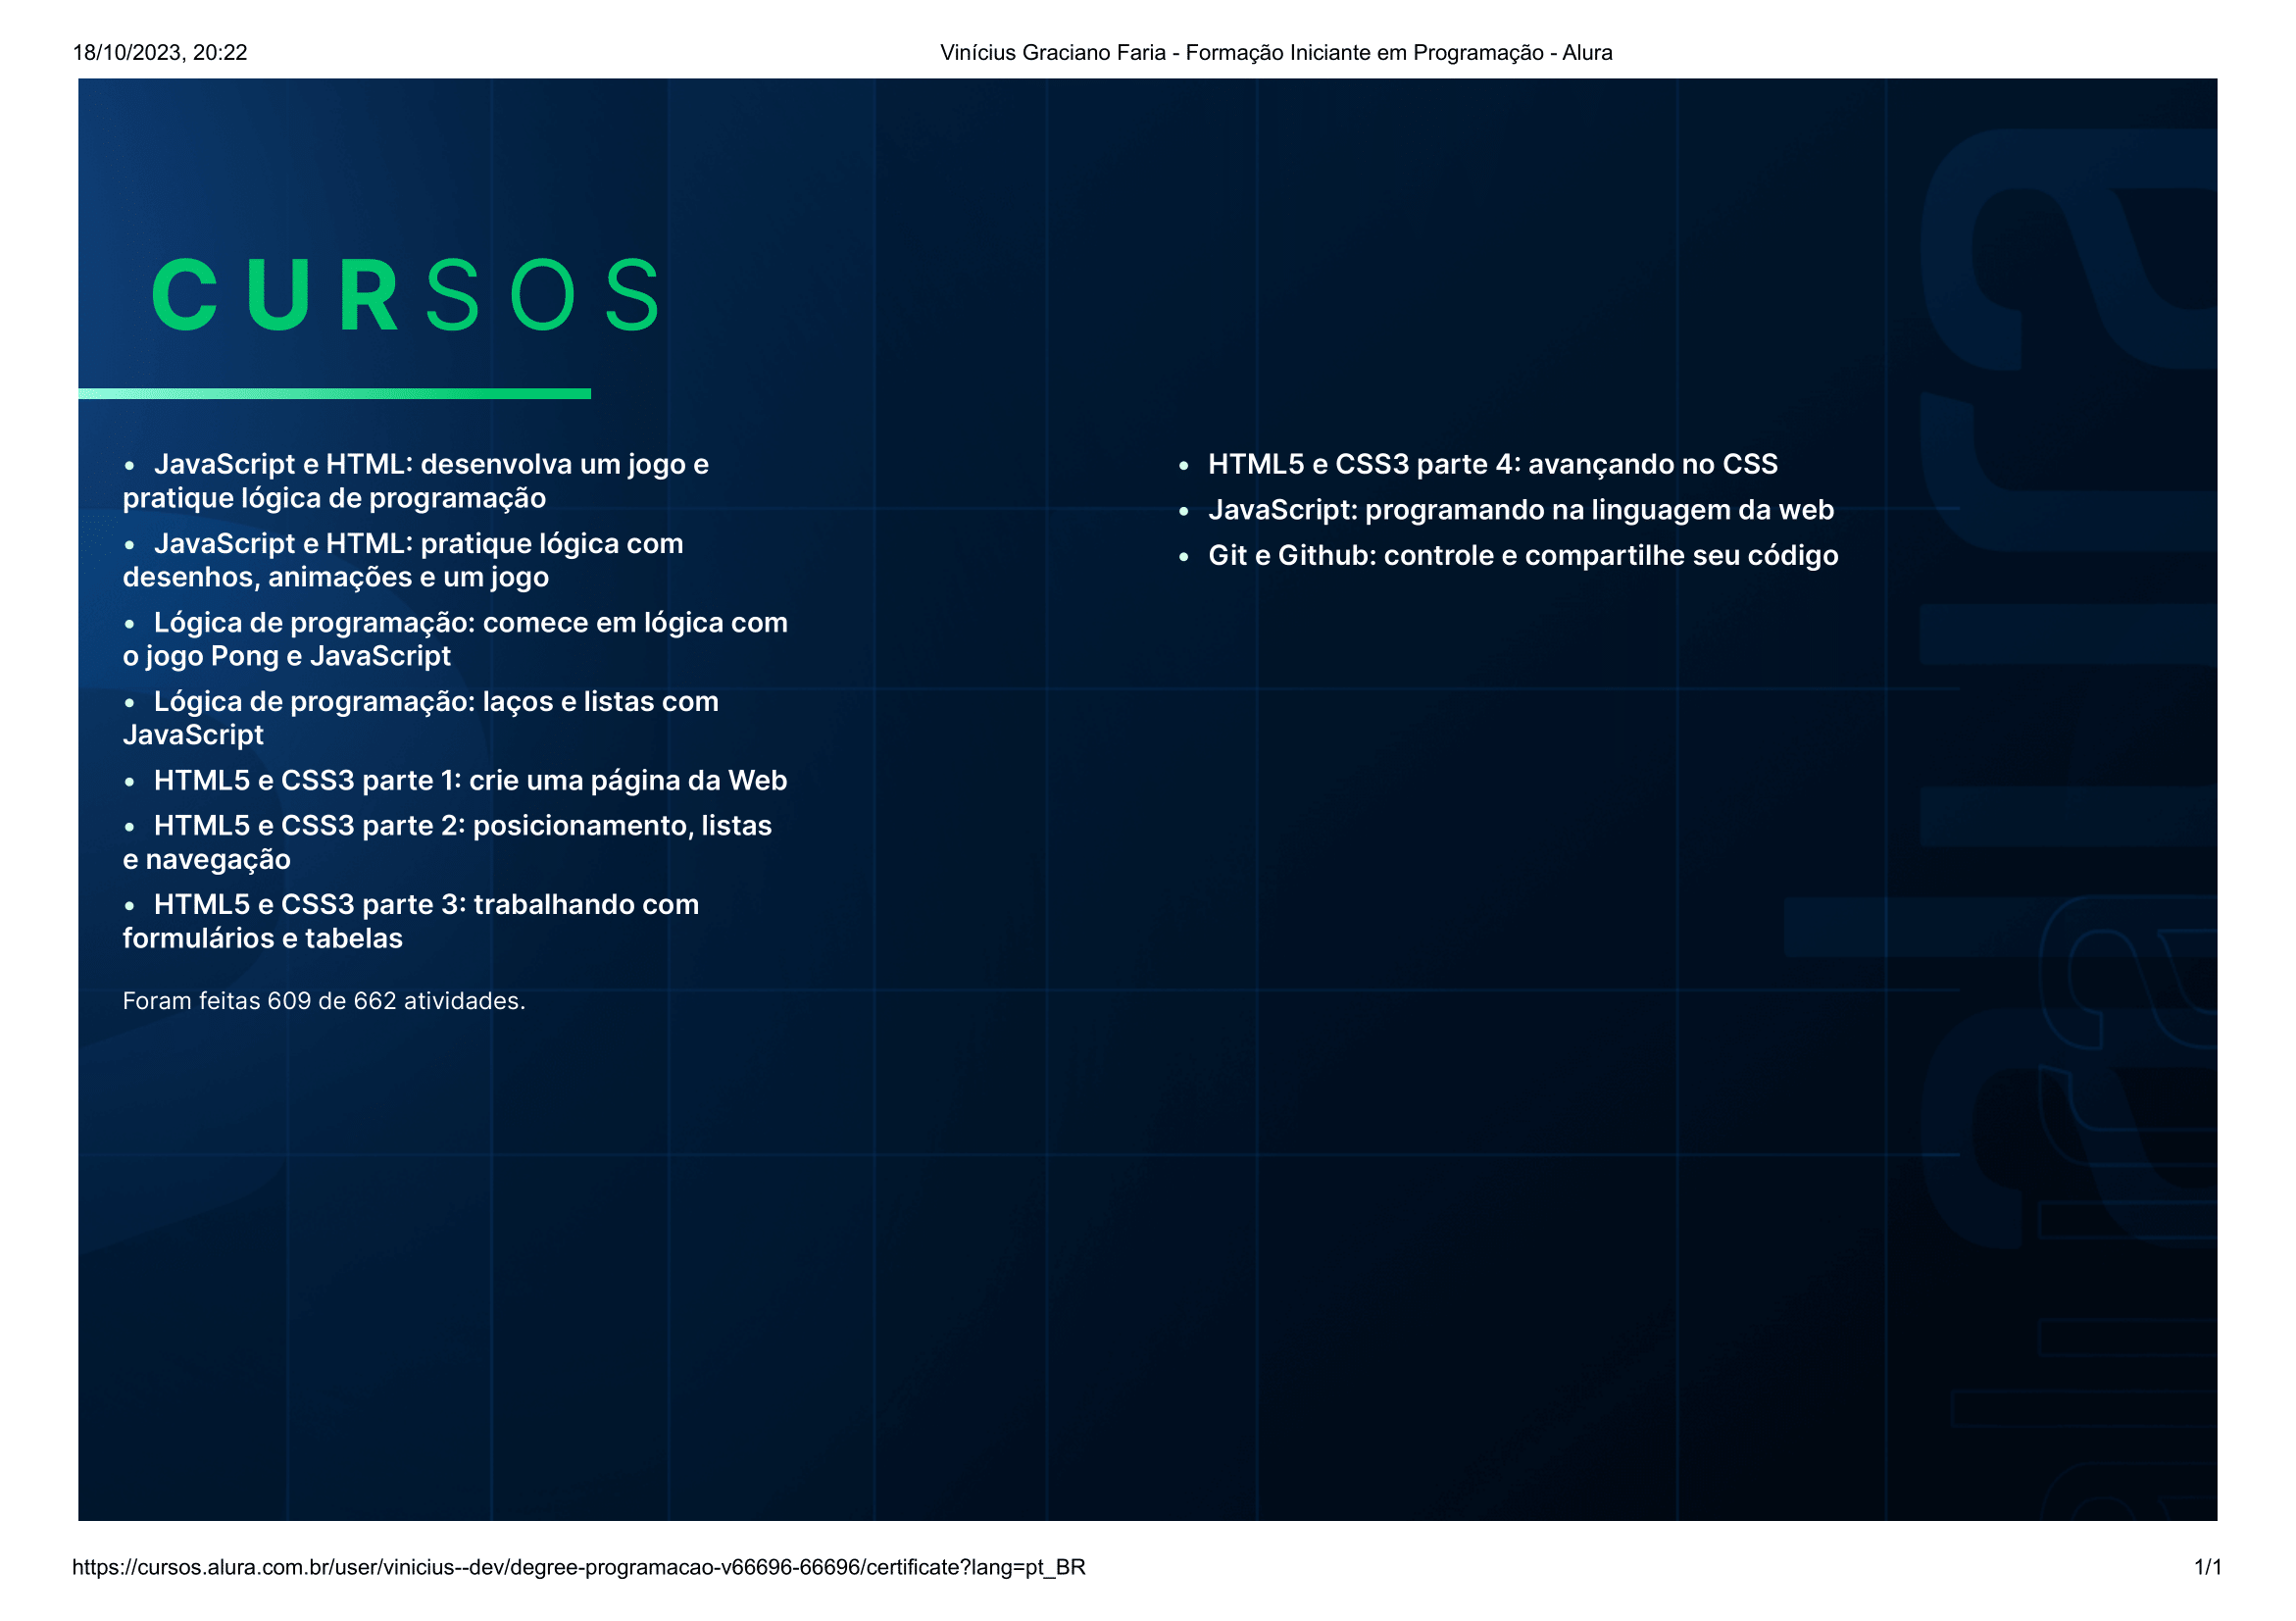 18/10/2023, 20:22
Vinícius Graciano Faria - Formação Iniciante em Programação - Alura
CURSOS
• JavaScript e HTML: desenvolva um jogo e
pratique lógica de programação
• JavaScript e HTML: pratique lógica com
desenhos, animações e um jogo
• Lógica de programação: comece em lógica com
o jogo Pong e JavaScript
• Lógica de programação: laços e listas com
JavaScript
• HTML5 e CSS3 parte 1: crie uma página da Web
• HTML5 e CSS3 parte 2: posicionamento, listas
e navegação
• HTML5 e CSS3 parte 3: trabalhando com
formulários e tabelas
Foram feitas 609 de 662 atividades.
• HTML5 e CSS3 parte 4: avançando no CSS
• JavaScript: programando na linguagem da web
• Git e Github: controle e compartilhe seu código
https://cursos.alura.com.br/user/vinicius--dev/degree-programacao-v66696-66696/certificate?lang=pt_BR
1/1